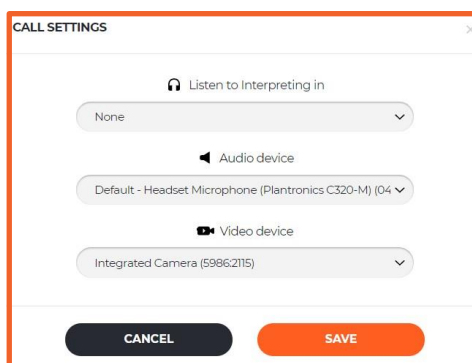 CALL SETTINGS
Listen to Interpreting in
None
Audio device
Default - Headset Microphone (Plantronics C320-M) (04
Video device
Integrated Camera (5986:2115)
CANCEL SAVE